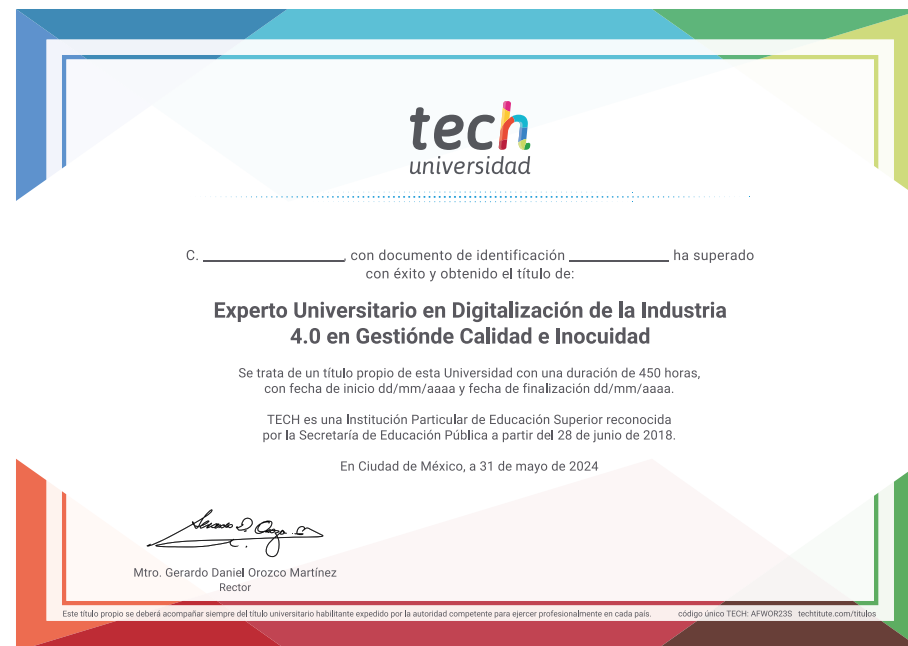 tech
universidad
C. ____________, con documento de identificación ____________ ha superado
con éxito y obtenido el título de:
Experto Universitario en Digitalización de la Industria
4.0 en Gestiónde Calidad e Inocuidad
Se trata de un título propio de esta Universidad con una duración de 450 horas,
con fecha de inicio dd/mm/aaaa y fecha de finalización dd/mm/aaaa.
TECH es una Institución Particular de Educación Superior reconocida
por la Secretaría de Educación Pública a partir del 28 de junio de 2018.
En Ciudad de México, a 31 de mayo de 2024
Mtro. Gerardo Daniel Orozco Martínez
Rector
Este título propio se deberá acompañar siempre del título universitario habilitante expedido por la autoridad competente para ejercer profesionalmente en cada país. código único TECH: AFWOR23S techtitute.com/titulos